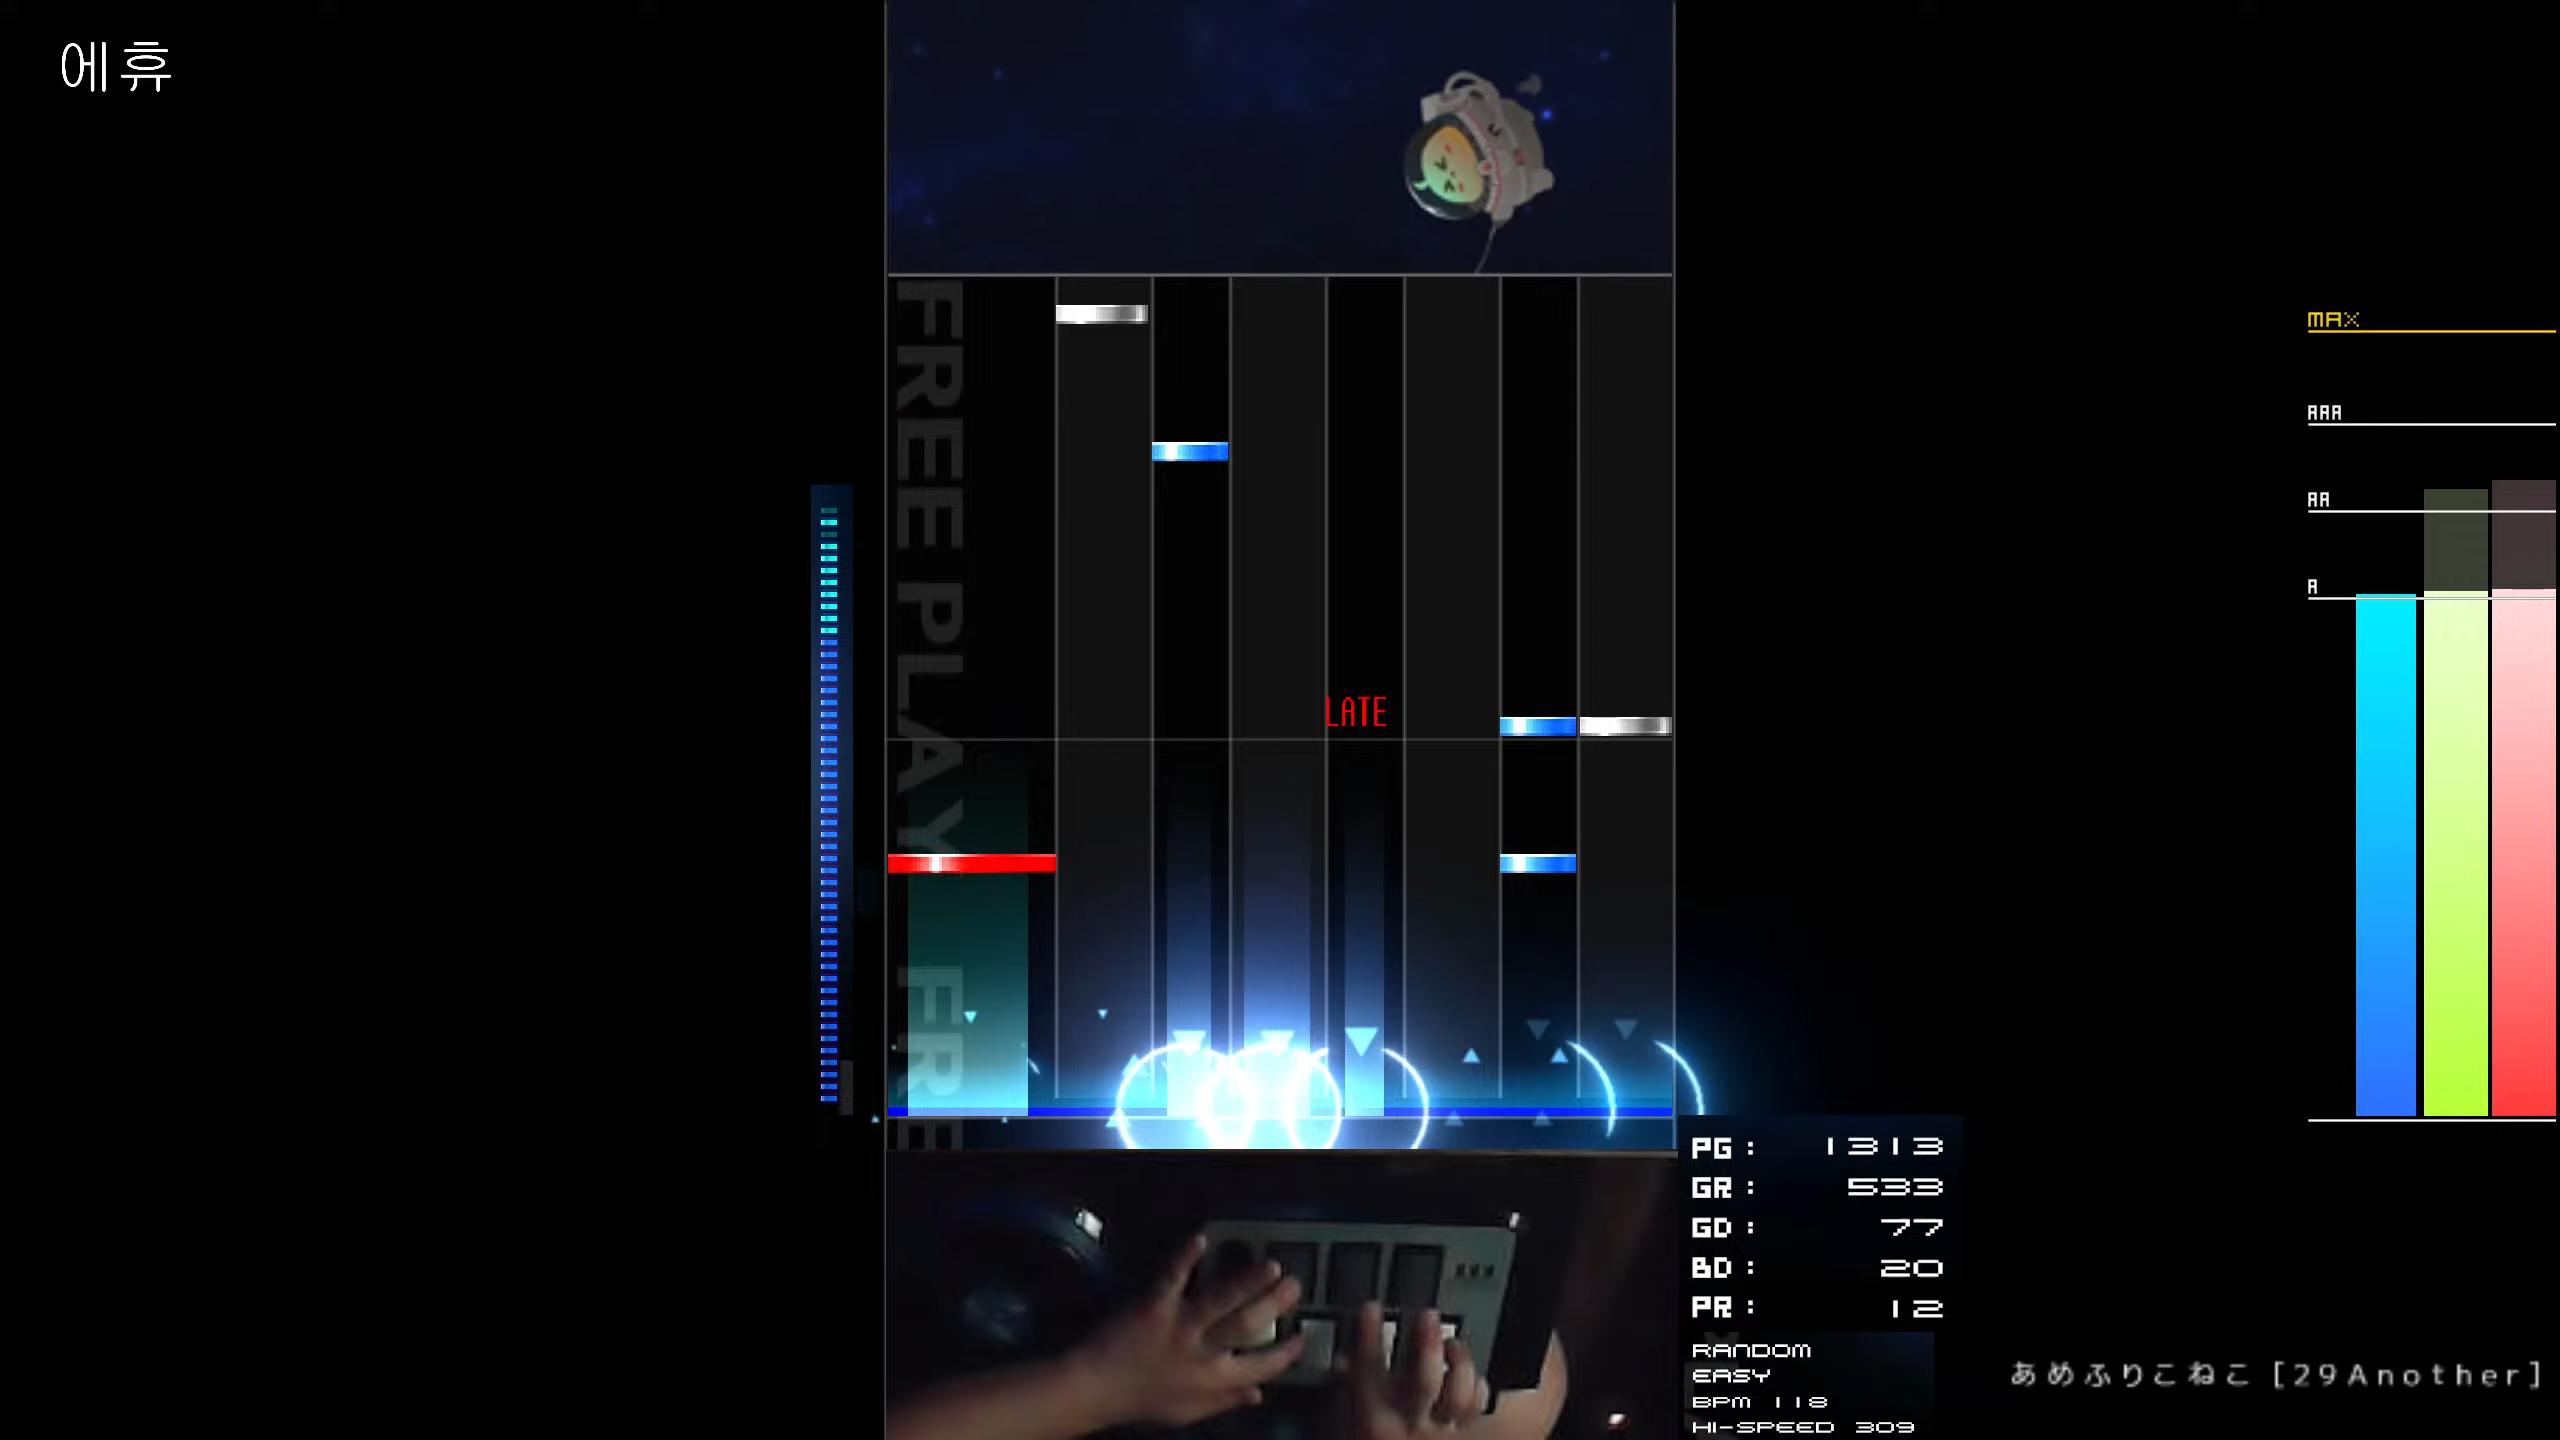 에휴
FREE PLAY FRE
LATE
MAX
AAA
AA
A
PG : 1313
GR : 533
GD : 77
BD : 20
PR : 12
RANDOM
EASY
BPM 118
HI-SPEED 309
あめふりこねこ [29Another]